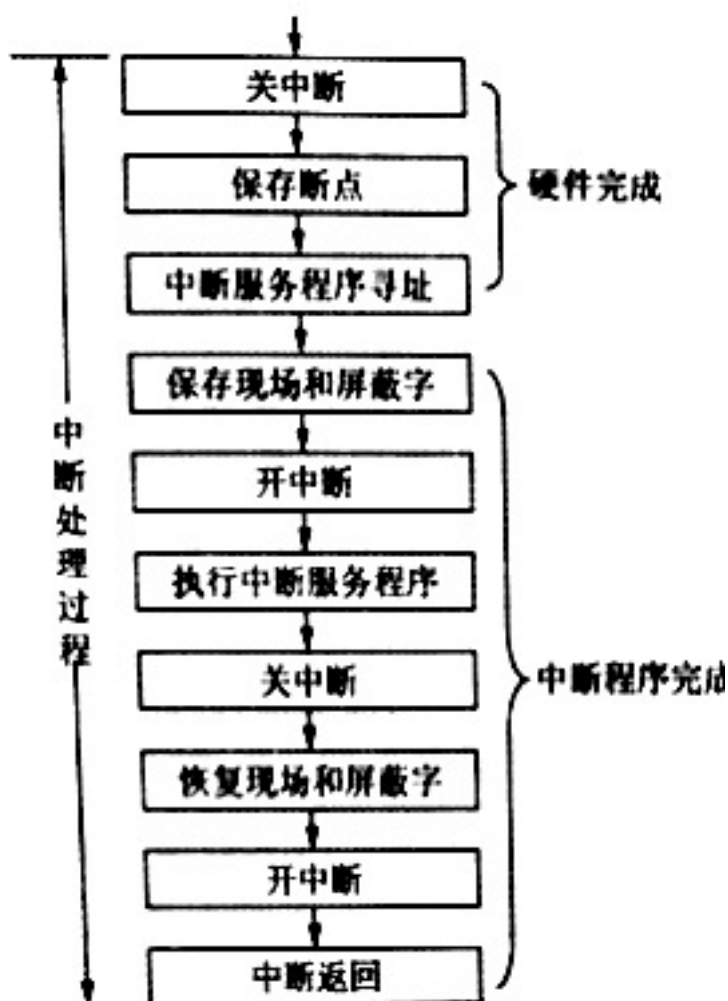 关中断
保存断点
硬件完成
中断服务程序寻址
保存现场和屏蔽字
开中断
中断处理过程
执行中断服务程序
关中断
中断程序完成
恢复现场和屏蔽字
开中断
中断返回